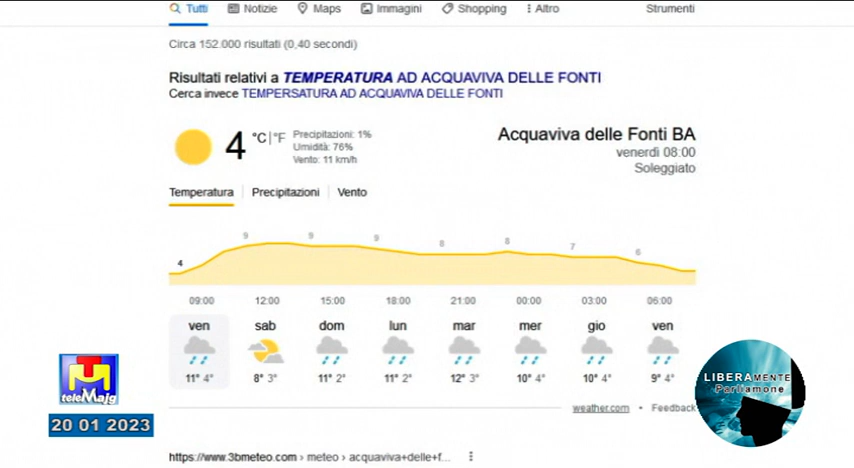 Tutti Notizie Maps Immagini Shopping Altro Strumenti
Circa 152.000 risultati (0,40 secondi)
Risultati relativi a TEMPERATURA AD ACQUAVIVA DELLE FONTI
Cerca invece TEMPERSATURA AD ACQUAVIVA DELLE FONTI
4 °C|°F
Precipitazioni: 1%
Umidità: 76%
Vento: 11 km/h
Acquaviva delle Fonti BA
venerdì 08:00
Soleggiato
Temperatura Precipitazioni Vento
4 9 9 9 8 8 7 6
09:00 12:00 15:00 18:00 21:00 00:00 03:00 06:00
ven sab dom lun mar mer gio ven
11° 4° 8° 3° 11° 2° 11° 2° 12° 3° 10° 4° 10° 4° 9° 4°
weather.com • Feedback
https://www.3bmeteo.com › meteo › acquaviva+delle+f...
TM
teleMajg
20 01 2023
LIBERAMENTE
Parliamone